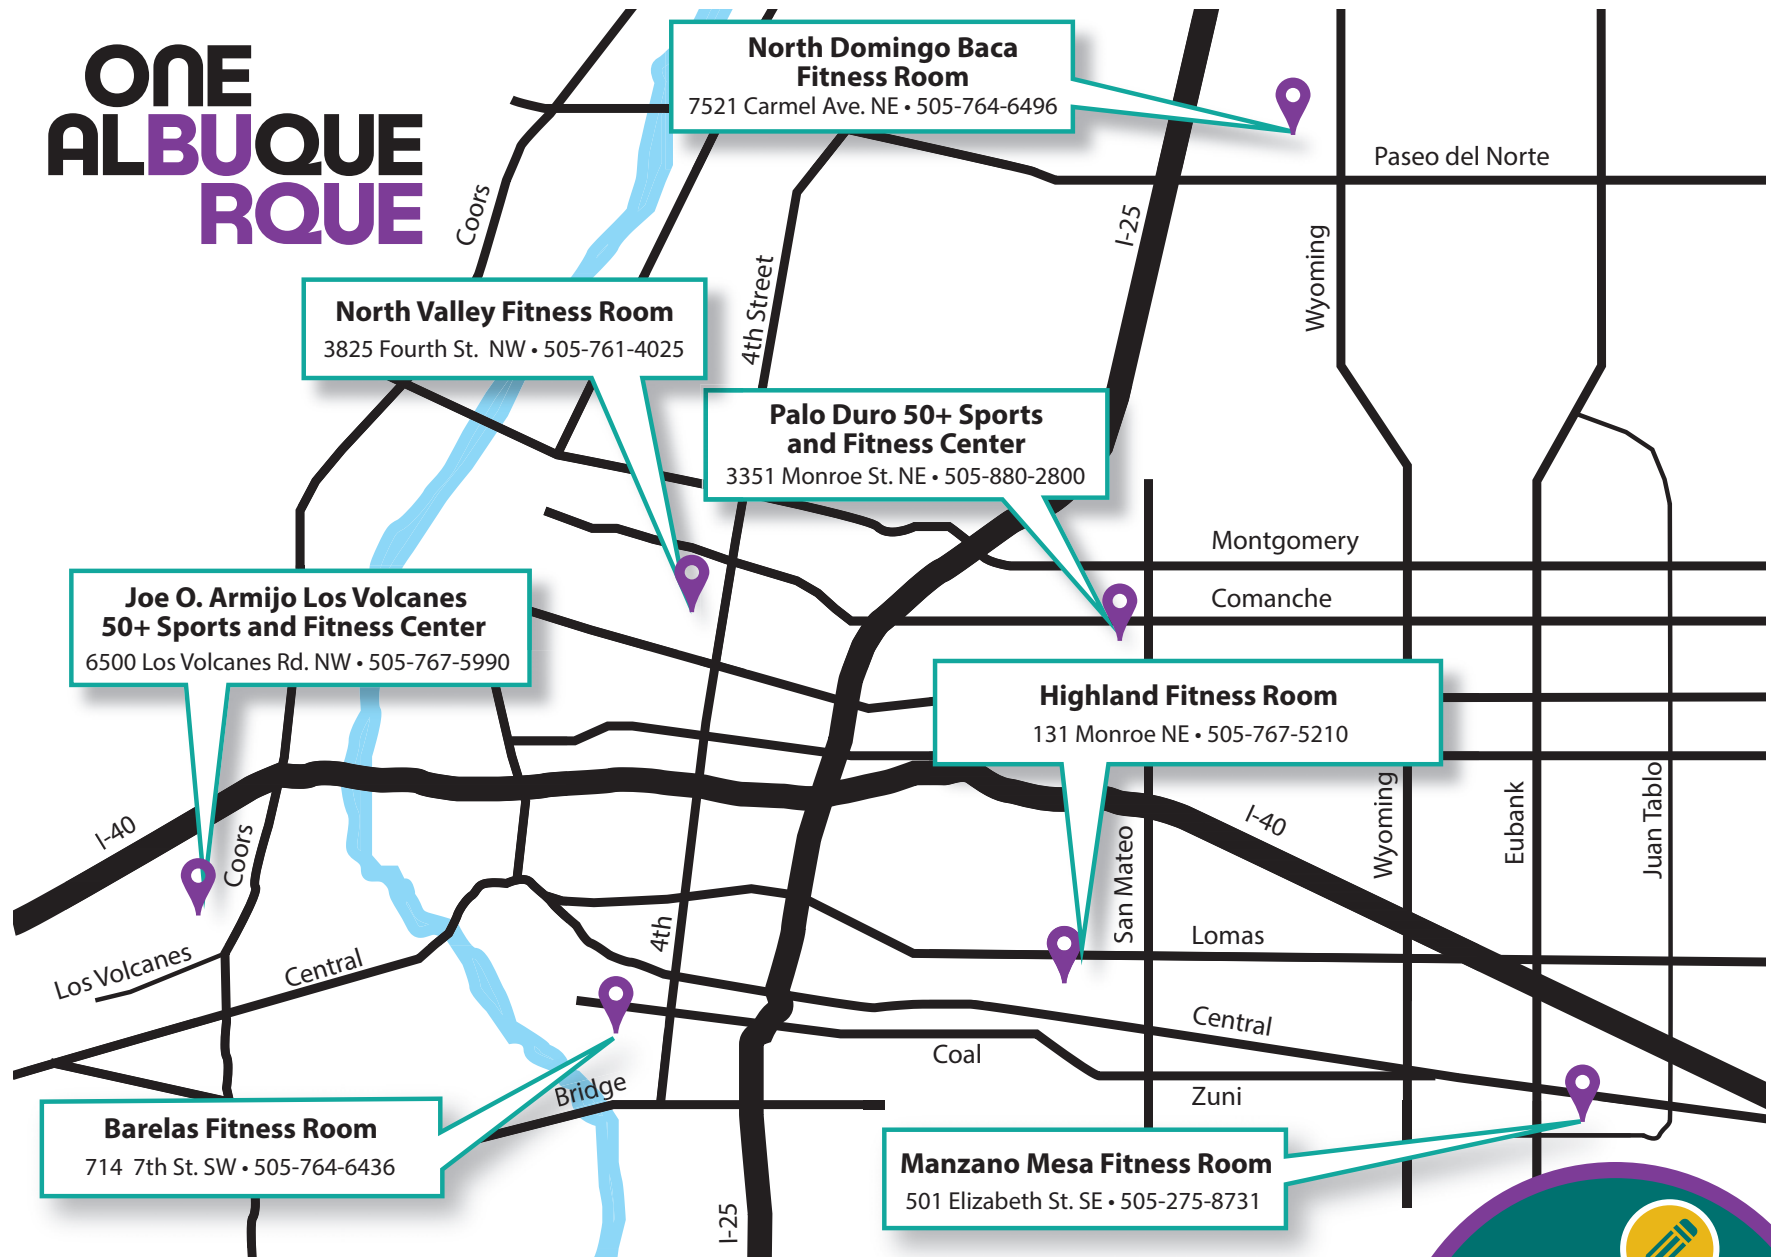 ONE
ALBUQUE
RQUE
North Domingo Baca
Fitness Room
7521 Carmel Ave. NE • 505-764-6496
Paseo del Norte
Coors
I-25
Wyoming
4th Street
North Valley Fitness Room
3825 Fourth St. NW • 505-761-4025
Palo Duro 50+ Sports
and Fitness Center
3351 Monroe St. NE • 505-880-2800
Montgomery
Comanche
Joe O. Armijo Los Volcanes
50+ Sports and Fitness Center
6500 Los Volcanes Rd. NW • 505-767-5990
Highland Fitness Room
131 Monroe NE • 505-767-5210
I-40
Coors
I-40
San Mateo
Wyoming
Eubank
Juan Tablo
Los Volcanes
Central
4th
Lomas
Central
Coal
Zuni
Bridge
Barelas Fitness Room
714 7th St. SW • 505-764-6436
Manzano Mesa Fitness Room
501 Elizabeth St. SE • 505-275-8731
I-25